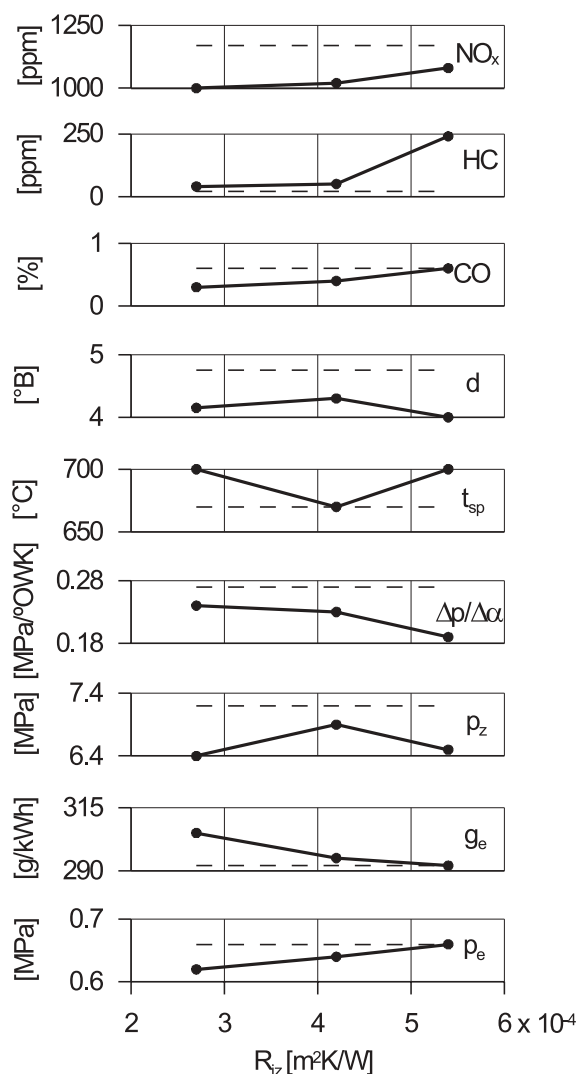 1250
[ppm]
NOx
1000
250
[ppm]
HC
0
1
[%]
CO
0
5
[°B]
d
4
700
[°C]
tsp
650
0.28
[MPa/ºOWK]
Δp/Δα
0.18
7.4
[MPa]
pz
6.4
315
[g/kWh]
ge
290
0.7
[MPa]
pe
0.6
2 3 4 5 6 x 10-4
Riz [m²K/W]